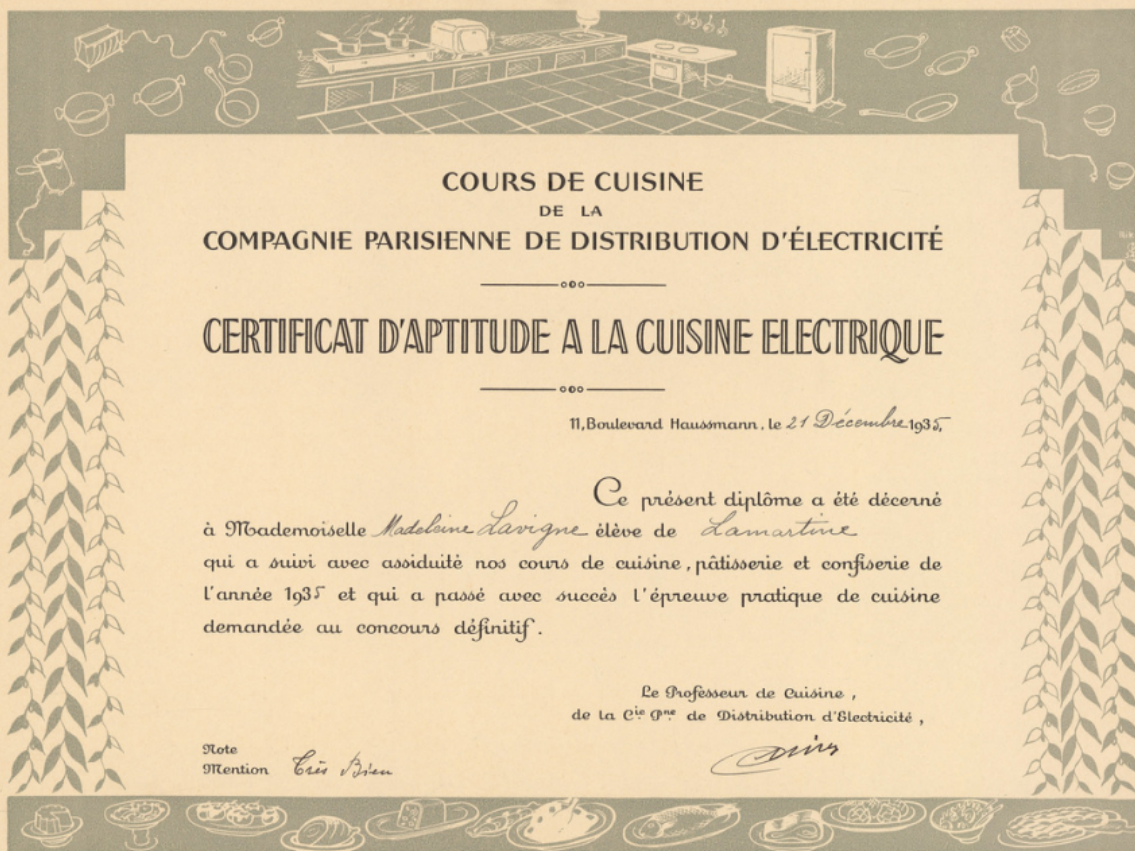 COURS DE CUISINE
DE LA
COMPAGNIE PARISIENNE DE DISTRIBUTION D'ÉLECTRICITÉ
CERTIFICAT D'APTITUDE A LA CUISINE ELECTRIQUE
11, Boulevard Haussmann, le 21 Décembre 1935,
Ce présent diplôme a été décerné
à Mademoiselle Madeleine Lavigne élève de Lamartine
qui a suivi avec assiduité nos cours de cuisine, pâtisserie et confiserie de
l'année 1935 et qui a passé avec succès l'épreuve pratique de cuisine
demandée au concours définitif.
Le Professeur de Cuisine,
de la Cie Pne de Distribution d'Electricité,
Note
Mention Très Bien